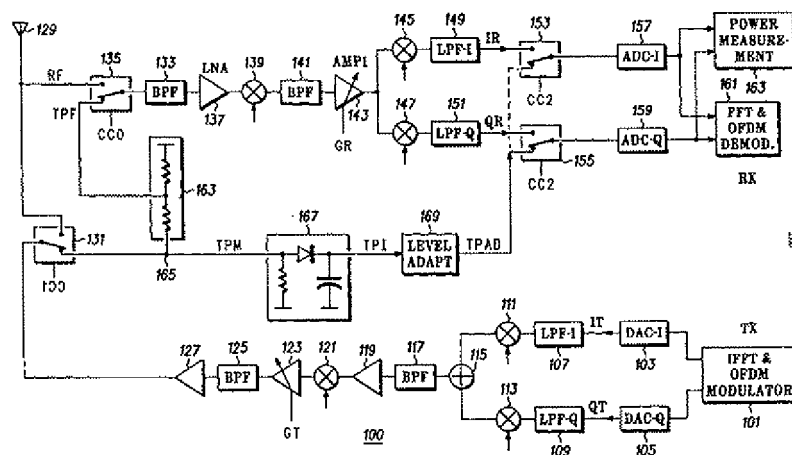 129
RF
TPF
135
CC0
133
BPF
LNA
137
139
141
BPF
AMPI
143
GR
145
147
149
LPF-I
IR
151
LPF-Q
QR
153
CC2
CC2
155
157
ADC-I
159
ADC-Q
POWER
MEASURE-
MENT
163
161
FFT &
OFDM
DEMOD.
RX
163
165
131
CC1
TPM
167
TPI
169
LEVEL
ADAPT
TPAD
127
125
BPF
123
GT
121
119
117
BPF
115
111
113
LPF-I
107
IT
DAC-I
103
LPF-Q
109
QT
DAC-Q
105
TX
IFFT &
OFDM
MODULATOR
101
100